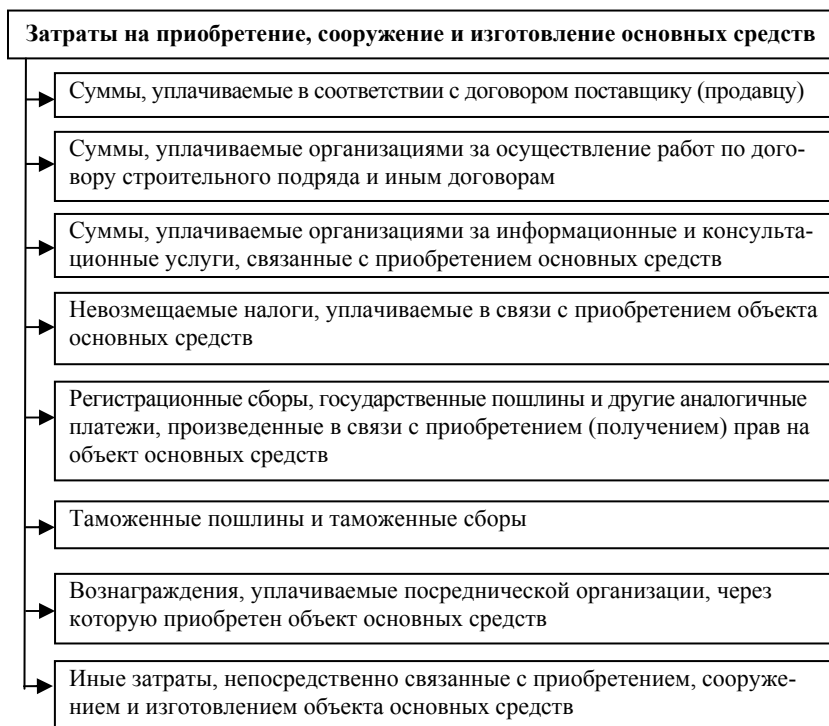 Затраты на приобретение, сооружение и изготовление основных средств
Суммы, уплачиваемые в соответствии с договором поставщику (продавцу)
Суммы, уплачиваемые организациями за осуществление работ по дого-
вору строительного подряда и иным договорам
Суммы, уплачиваемые организациями за информационные и консульта-
ционные услуги, связанные с приобретением основных средств
Невозмещаемые налоги, уплачиваемые в связи с приобретением объекта
основных средств
Регистрационные сборы, государственные пошлины и другие аналогичные
платежи, произведенные в связи с приобретением (получением) прав на
объект основных средств
Таможенные пошлины и таможенные сборы
Вознаграждения, уплачиваемые посреднической организации, через
которую приобретен объект основных средств
Иные затраты, непосредственно связанные с приобретением, сооруже-
нием и изготовлением объекта основных средств